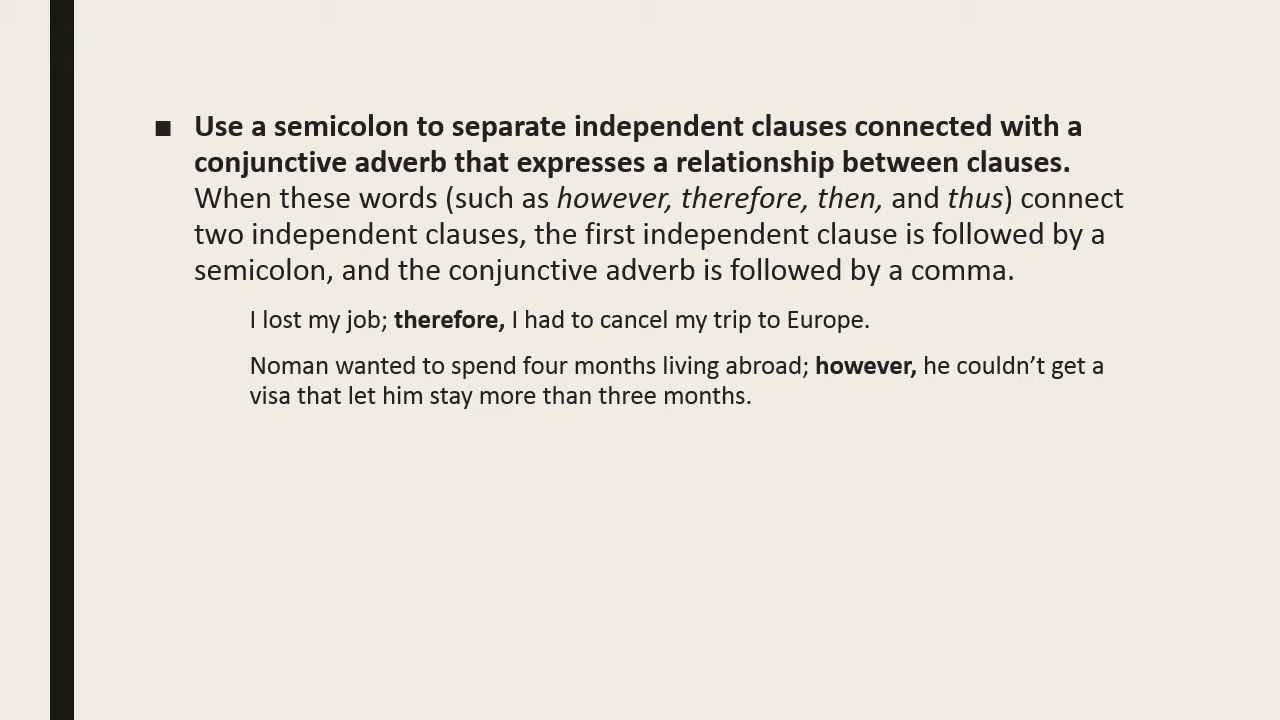 ■ Use a semicolon to separate independent clauses connected with a
conjunctive adverb that expresses a relationship between clauses.
When these words (such as however, therefore, then, and thus) connect
two independent clauses, the first independent clause is followed by a
semicolon, and the conjunctive adverb is followed by a comma.
I lost my job; therefore, I had to cancel my trip to Europe.
Noman wanted to spend four months living abroad; however, he couldn’t get a
visa that let him stay more than three months.